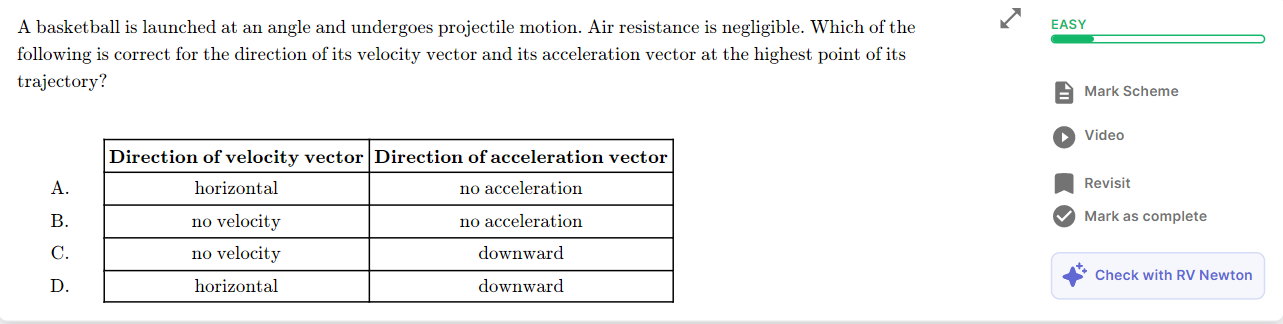 A basketball is launched at an angle and undergoes projectile motion. Air resistance is negligible. Which of the
following is correct for the direction of its velocity vector and its acceleration vector at the highest point of its
trajectory?
Direction of velocity vector Direction of acceleration vector
A. horizontal no acceleration
B. no velocity no acceleration
C. no velocity downward
D. horizontal downward
EASY
Mark Scheme
Video
Revisit
Mark as complete
Check with RV Newton